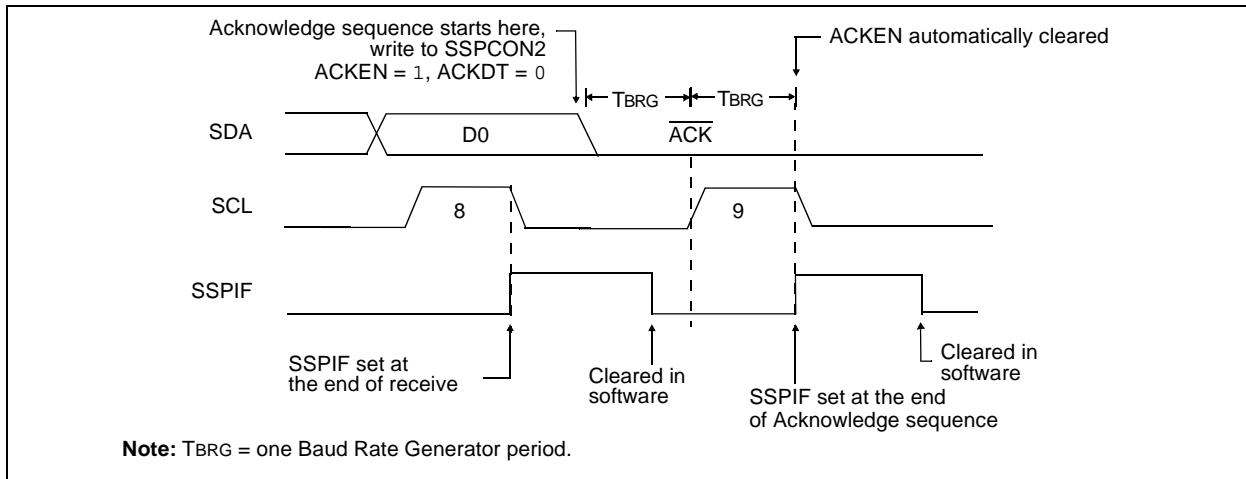 Acknowledge sequence starts here,
write to SSPCON2
ACKEN = 1, ACKDT = 0
ACKEN automatically cleared
TBRG
TBRG
SDA
D0
ACK
SCL
8
9
SSPIF
SSPIF set at
the end of receive
Cleared in
software
SSPIF set at the end
of Acknowledge sequence
Cleared in
software
Note: TBRG = one Baud Rate Generator period.